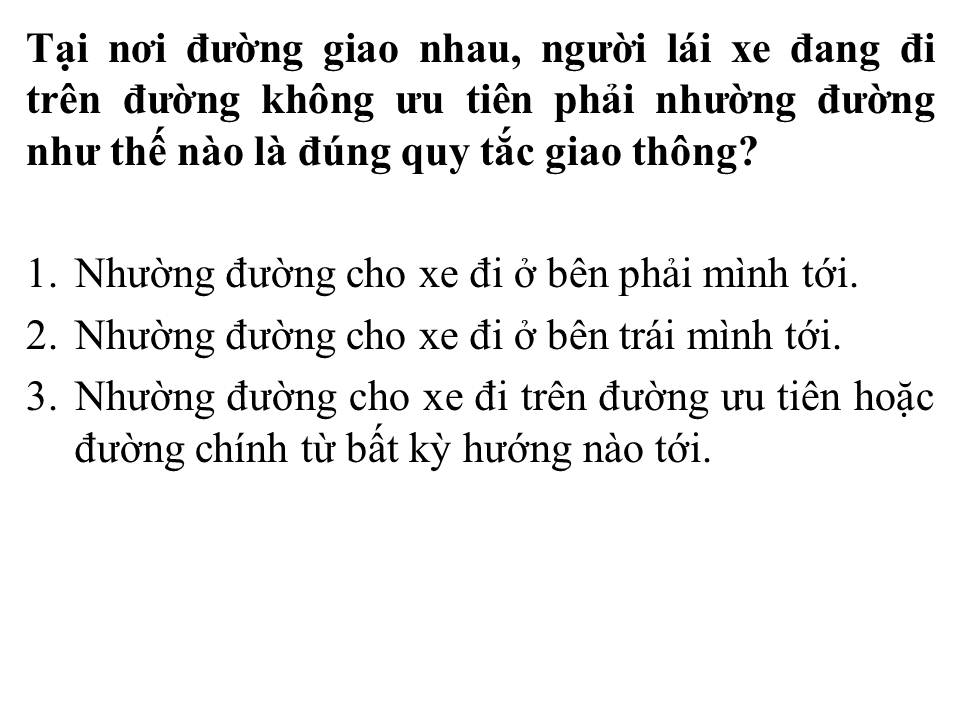 Tại nơi đường giao nhau, người lái xe đang đi
trên đường không ưu tiên phải nhường đường
như thế nào là đúng quy tắc giao thông?
1. Nhường đường cho xe đi ở bên phải mình tới.
2. Nhường đường cho xe đi ở bên trái mình tới.
3. Nhường đường cho xe đi trên đường ưu tiên hoặc
đường chính từ bất kỳ hướng nào tới.